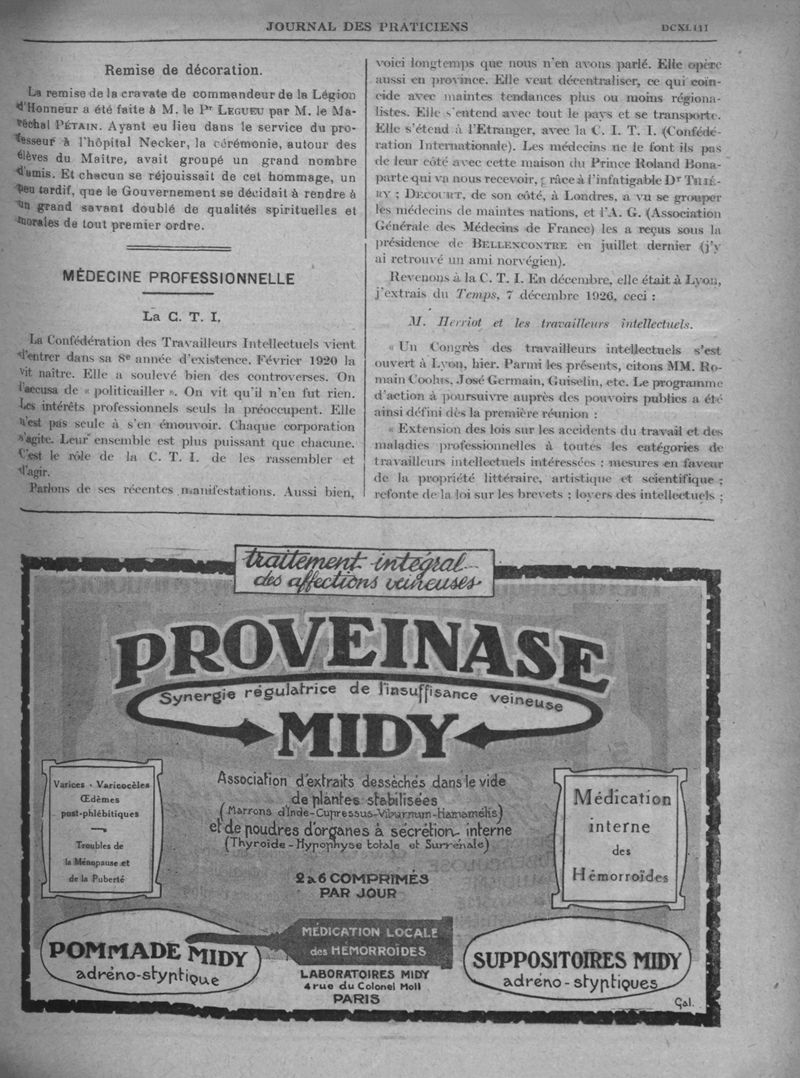 JOURNAL DES PRATICIENS
DCXLIII
Remise de décoration.
La remise de la cravate de commandeur de la Légion
d'Honneur a été faite à M. le Pr LEGUEU par M. le Ma-
réchal PÉTAIN. Ayant eu lieu dans le service du pro-
fesseur à l'hôpital Necker, la cérémonie, autour des
élèves du Maître, avait groupé un grand nombre
d'amis. Et chacun se réjouissait de cet hommage, un
peu tardif, que le Gouvernement se décidait à rendre à
un grand savant doublé de qualités spirituelles et
morales de tout premier ordre.
MÉDECINE PROFESSIONNELLE
La C. T. I.
La Confédération des Travailleurs Intellectuels vient
d'entrer dans sa 8e année d'existence. Février 1920 la
vit naître. Elle a soulevé bien des controverses. On
l'accusa de « politicailler ». On vit qu'il n'en fut rien.
Les intérêts professionnels seuls la préoccupent. Elle
n'est pas seule à s'en émouvoir. Chaque corporation
s'agite. Leur ensemble est plus puissant que chacune.
C'est le rôle de la C. T. I. de les rassembler et
d'agir.
Parlons de ses récentes manifestations. Aussi bien,
voici longtemps que nous n'en avons parlé. Elle opère
aussi en province. Elle veut décentraliser, ce qui coïn-
cide avec maintes tendances plus ou moins régiona-
listes. Elle s'entend avec tout le pays et se transporte.
Elle s'étend à l'Etranger, avec la C. I. T. I. (Confédé-
ration Internationale). Les médecins ne le font ils pas
de leur côté avec cette maison du Prince Roland Bona-
parte qui va nous recevoir, grâce à l'infatigable Dr THIÉ-
RY ; DECOURT, de son côté, à Londres, a vu se grouper
les médecins de maintes nations, et l'A. G. (Association
Générale des Médecins de France) les a reçus sous la
présidence de BELLENCONTRE en juillet dernier (j'y
ai retrouvé un ami norvégien).
Revenons à la C. T. I. En décembre, elle était à Lyon,
j'extrais du Temps, 7 décembre 1926, ceci :
M. Herriot et les travailleurs intellectuels.
« Un Congrès des travailleurs intellectuels s'est
ouvert à Lyon, hier. Parmi les présents, citons MM. Ro-
main Coolus, José Germain, Guiselin, etc. Le programme
d'action à poursuivre auprès des pouvoirs publics a été
ainsi défini dès la première réunion :
« Extension des lois sur les accidents du travail et des
maladies professionnelles à toutes les catégories de
travailleurs intellectuels intéressées ; mesures en faveur
de la propriété littéraire, artistique et scientifique ;
refonte de la loi sur les brevets ; loyers des intellectuels ;
traitement intégral
des affections veineuses
PROVEINASE
Synergie régulatrice de l'insuffisance veineuse
MIDY
Varices - Varicocèles
Œdèmes
post-phlébitiques
Troubles de
la Ménopause et
de la Puberté
Association d'extraits desséchés dans le vide
de plantes stabilisées
(Marrons d'Inde-Cupressus-Viburnum-Hamamélis)
et de poudres d'organes à sécrétion interne
(Thyroïde - Hypophyse totale et Surrénale)
2 à 6 COMPRIMÉS
PAR JOUR
Médication
interne
des
Hémorroïdes
POMMADE MIDY
adréno-styptique
MÉDICATION LOCALE
des HÉMORROÏDES
LABORATOIRES MIDY
4 rue du Colonel Moll
PARIS
SUPPOSITOIRES MIDY
adréno-styptiques
Gal.